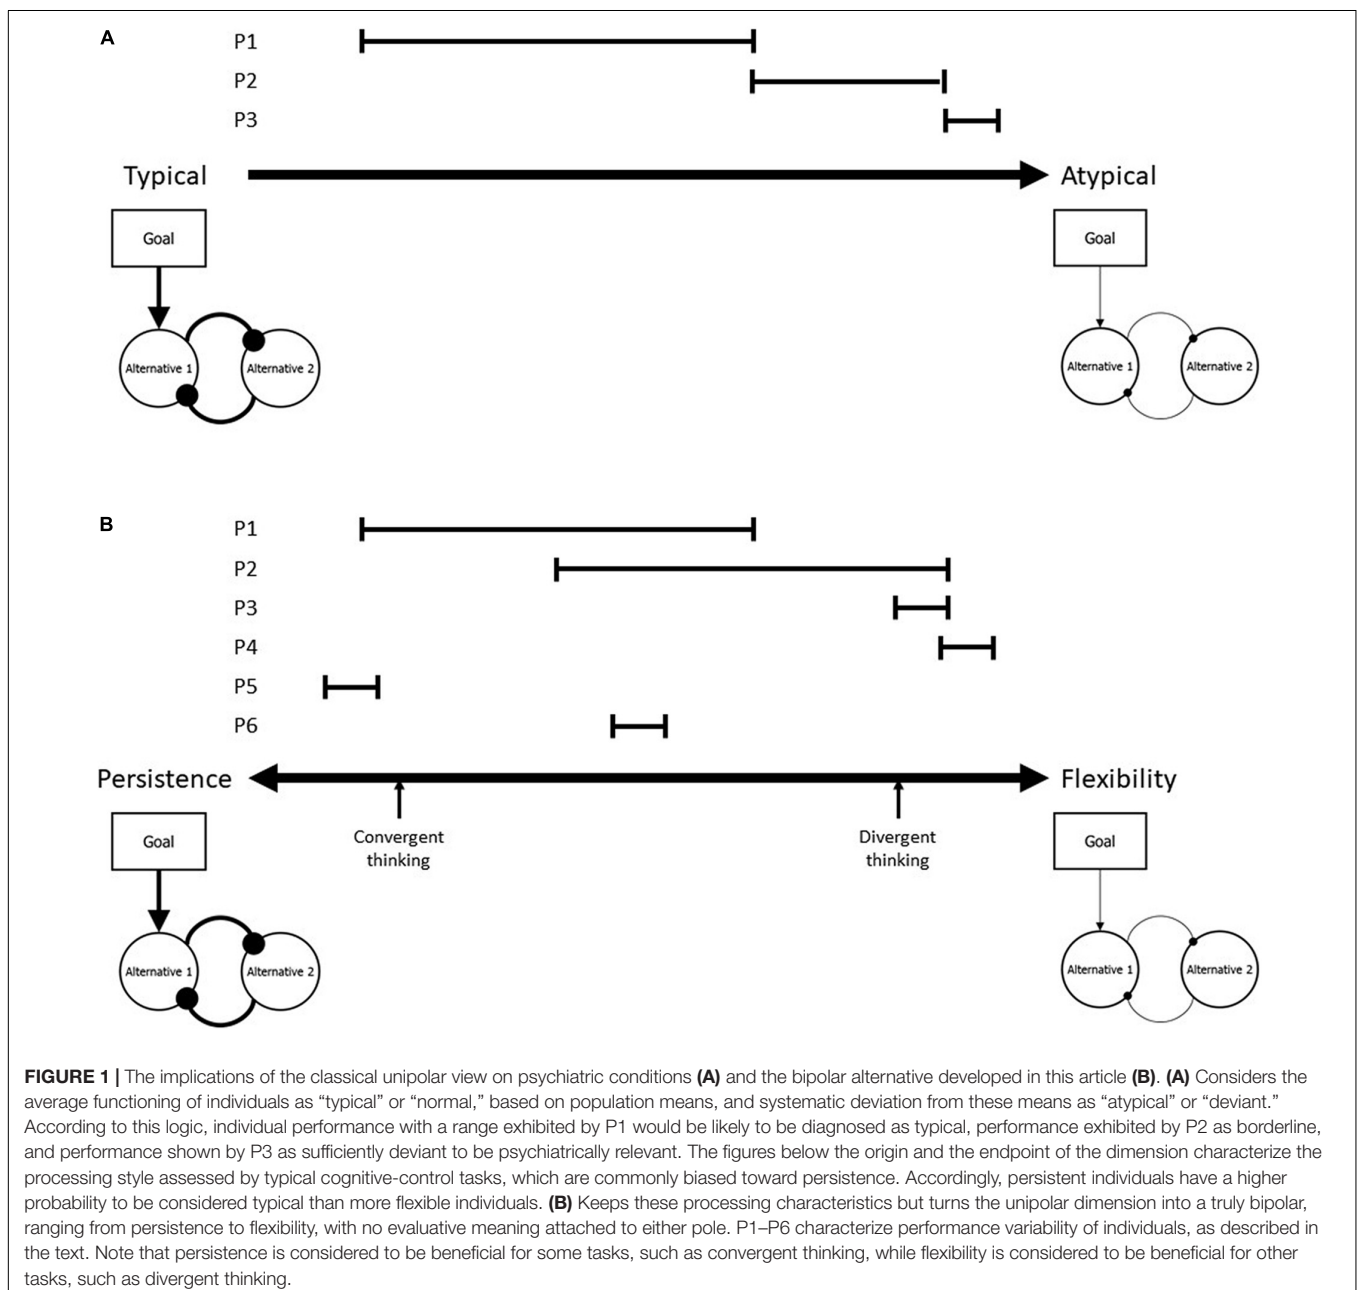 A
P1
P2
P3
Typical
Atypical
Goal
Goal
Alternative 1
Alternative 2
Alternative 1
Alternative 2
B
P1
P2
P3
P4
P5
P6
Persistence
Flexibility
Convergent
thinking
Divergent
thinking
Goal
Goal
Alternative 1
Alternative 2
Alternative 1
Alternative 2
FIGURE 1 | The implications of the classical unipolar view on psychiatric conditions (A) and the bipolar alternative developed in this article (B). (A) Considers the
average functioning of individuals as “typical” or “normal,” based on population means, and systematic deviation from these means as “atypical” or “deviant.”
According to this logic, individual performance with a range exhibited by P1 would be likely to be diagnosed as typical, performance exhibited by P2 as borderline,
and performance shown by P3 as sufficiently deviant to be psychiatrically relevant. The figures below the origin and the endpoint of the dimension characterize the
processing style assessed by typical cognitive-control tasks, which are commonly biased toward persistence. Accordingly, persistent individuals have a higher
probability to be considered typical than more flexible individuals. (B) Keeps these processing characteristics but turns the unipolar dimension into a truly bipolar,
ranging from persistence to flexibility, with no evaluative meaning attached to either pole. P1–P6 characterize performance variability of individuals, as described in
the text. Note that persistence is considered to be beneficial for some tasks, such as convergent thinking, while flexibility is considered to be beneficial for other
tasks, such as divergent thinking.